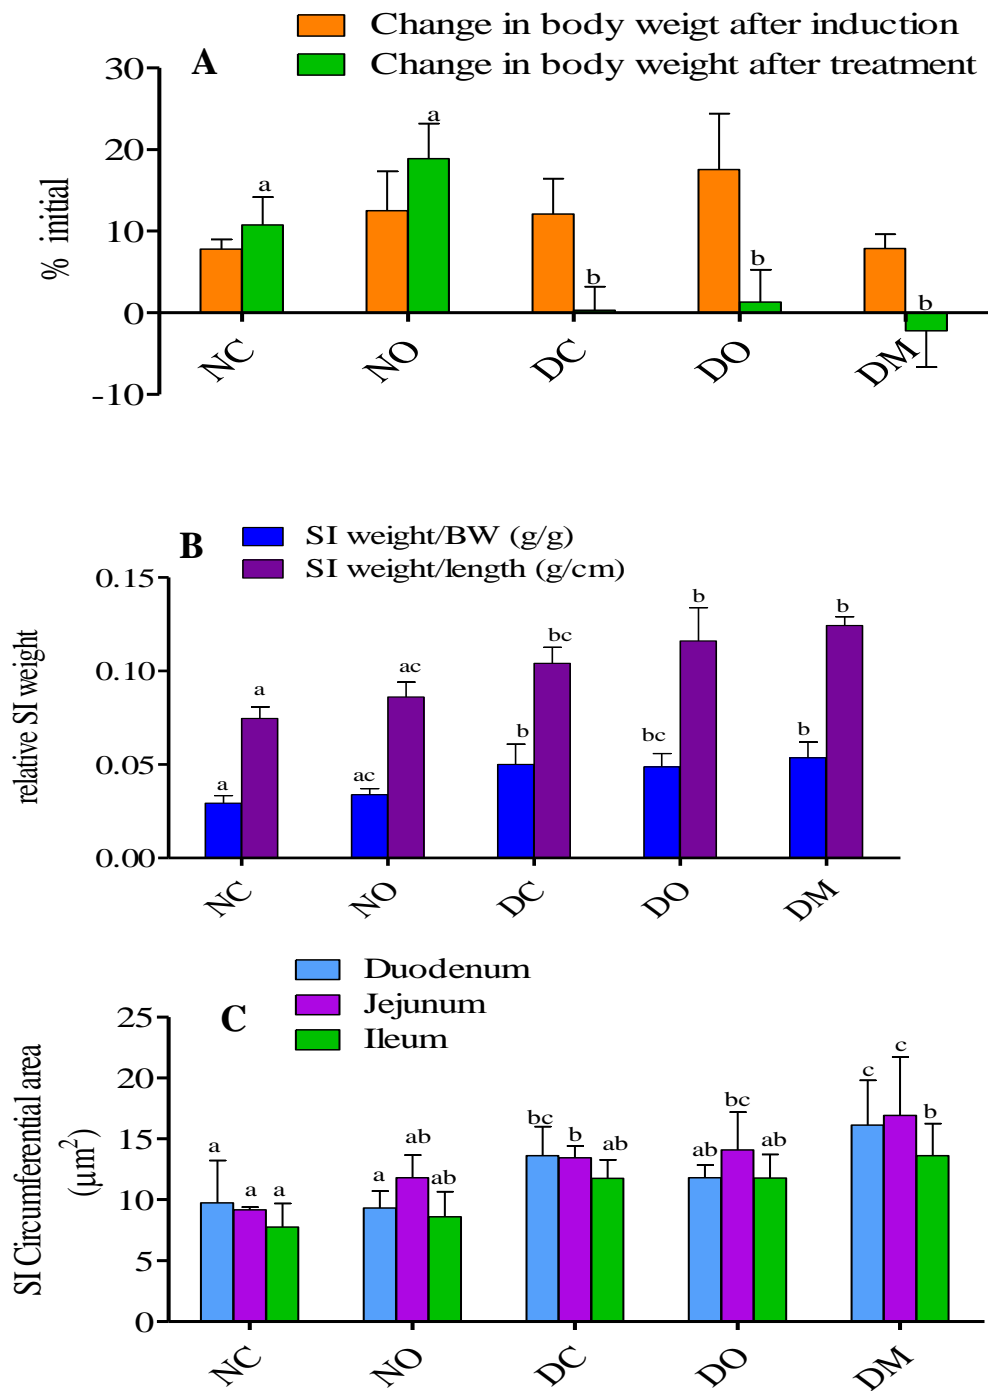 Change in body weigt after induction
Change in body weight after treatment
A
30
20
10
0
-10
% initial
a
a
b
b
b
NC
NO
DC
DO
DM
B
SI weight/BW (g/g)
SI weight/length (g/cm)
0.15
0.10
0.05
0.00
relative SI weight
a
a
ac
ac
b
bc
bc
b
b
b
NC
NO
DC
DO
DM
Duodenum
Jejunum
Ileum
C
25
20
15
10
5
0
SI Circumferential area
(µm²)
a
a
a
a
ab
ab
bc
b
ab
ab
bc
ab
c
c
b
NC
NO
DC
DO
DM